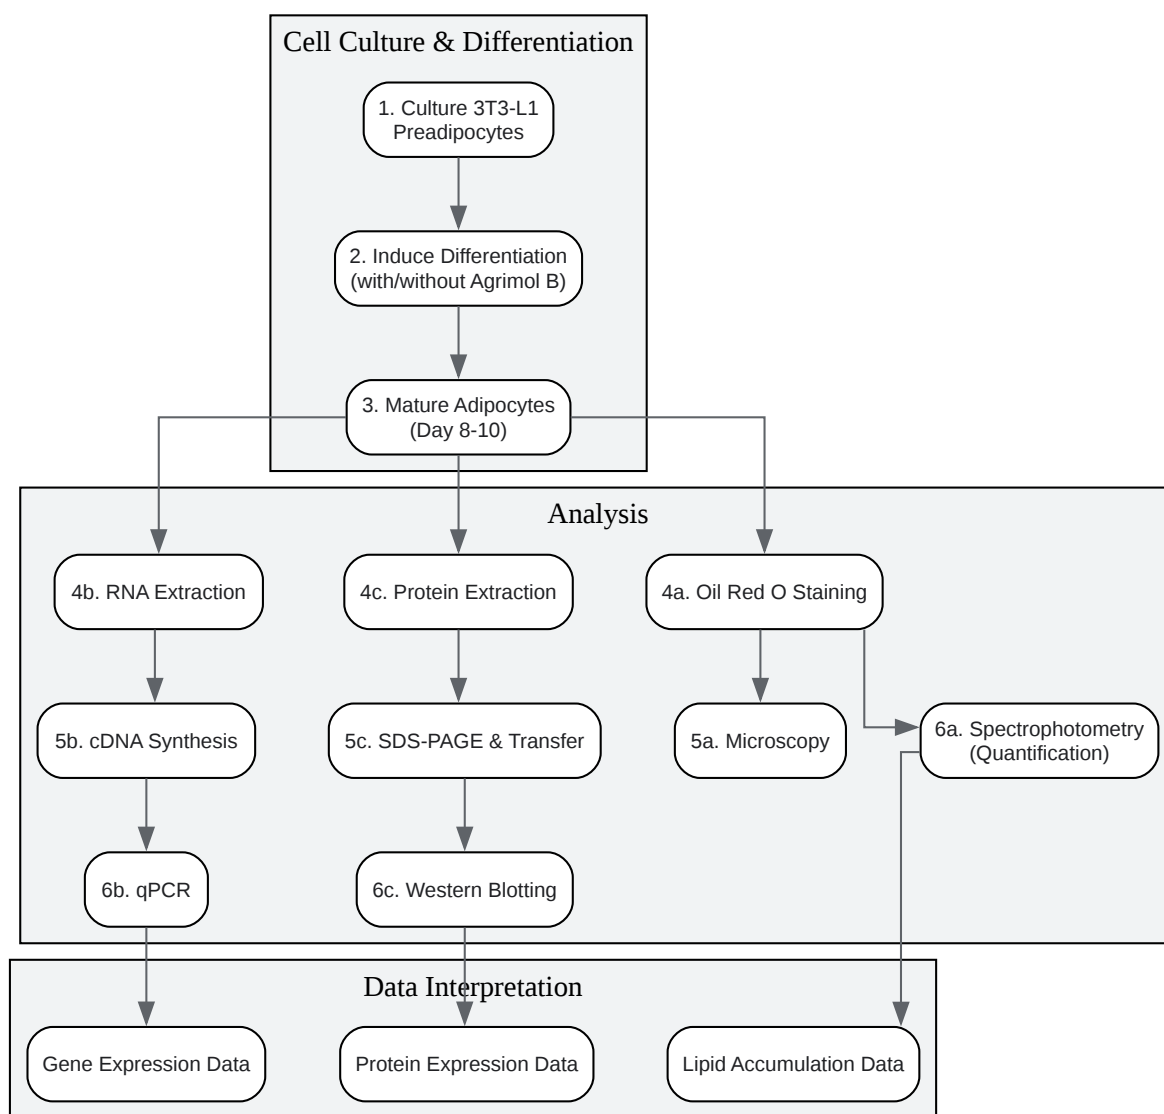 Cell Culture & Differentiation
1. Culture 3T3-L1
Preadipocytes
2. Induce Differentiation
(with/without Agrimol B)
3. Mature Adipocytes
(Day 8-10)
Analysis
4b. RNA Extraction
4c. Protein Extraction
4a. Oil Red O Staining
5b. cDNA Synthesis
5c. SDS-PAGE & Transfer
5a. Microscopy
6a. Spectrophotometry
(Quantification)
6b. qPCR
6c. Western Blotting
Data Interpretation
Gene Expression Data
Protein Expression Data
Lipid Accumulation Data